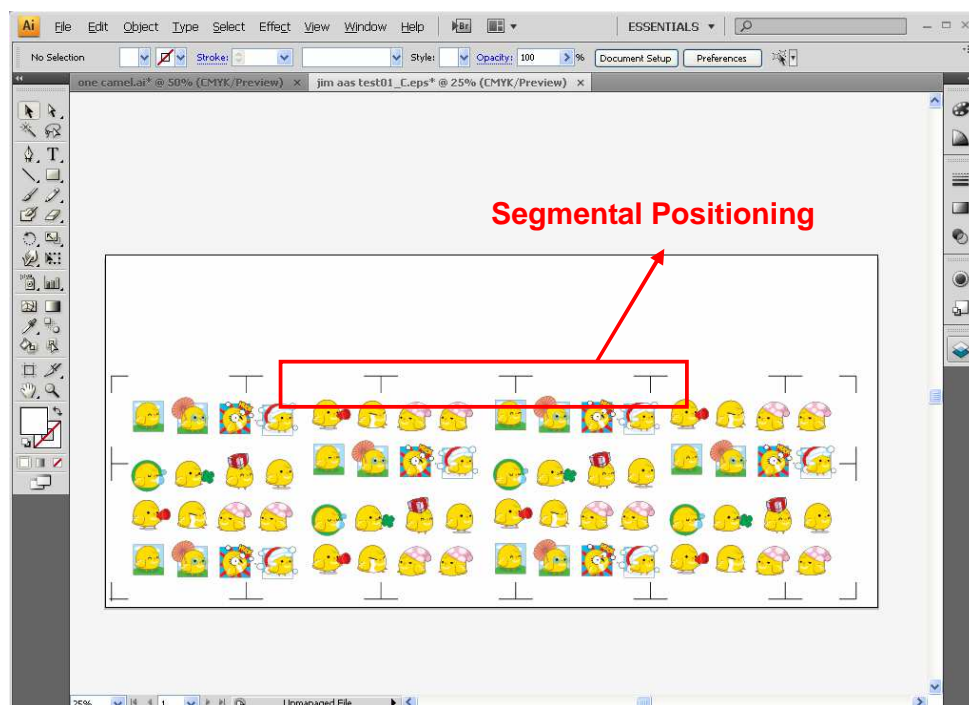 Ai File Edit Object Type Select Effect View Window Help Br ESSENTIALS
No Selection Stroke: Style: Opacity: 100 % Document Setup Preferences
one camel.ai* @ 50% (CMYK/Preview) × jim aas test01_C.eps* @ 25% (CMYK/Preview) ×
T
Segmental Positioning
25% 1 Unmanaged File